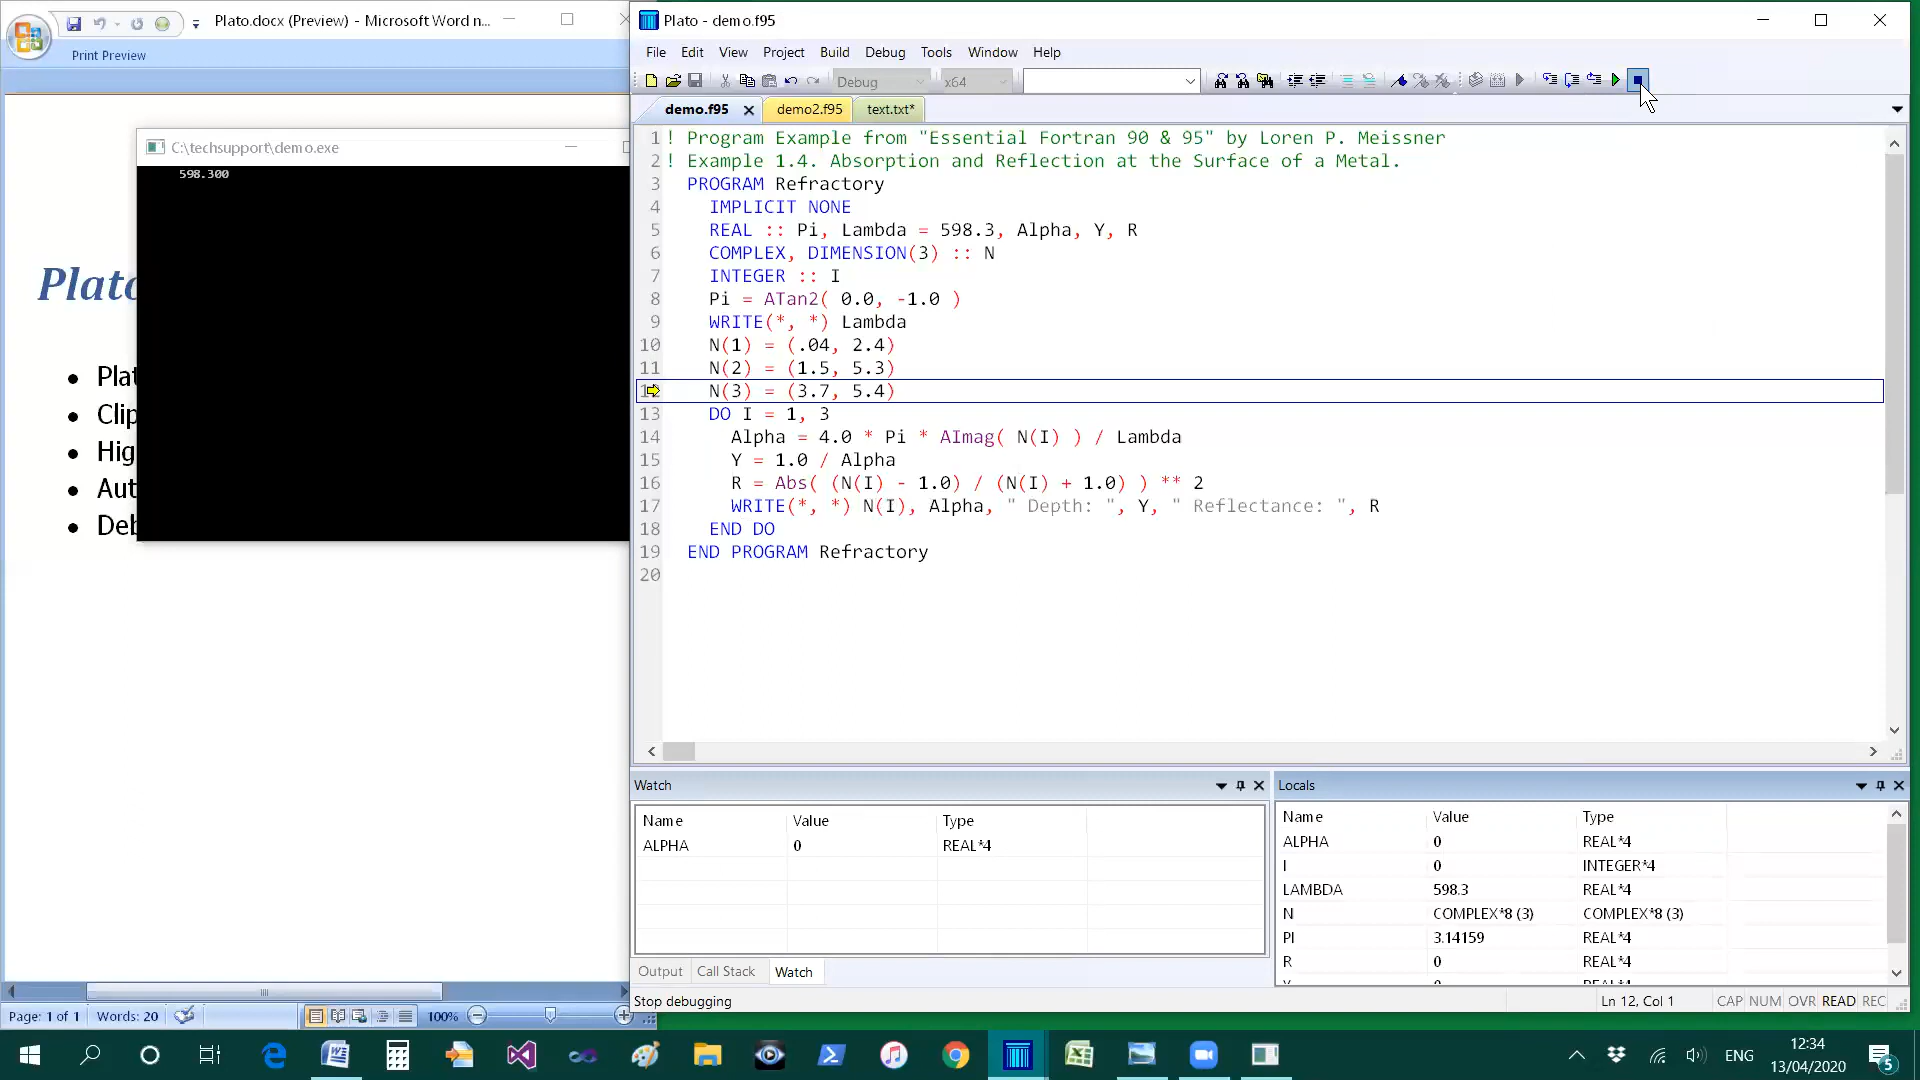 Plato.docx (Preview) - Microsoft Word n...
Print Preview
C:\techsupport\demo.exe
598.300
Plato
Plat
Clip
Hig
Aut
Deb
Page: 1 of 1 Words: 20 100%
Plato - demo.f95
File Edit View Project Build Debug Tools Window Help
Debug x64
demo.f95 demo2.f95 text.txt*
1 ! Program Example from "Essential Fortran 90 & 95" by Loren P. Meissner
2 ! Example 1.4. Absorption and Reflection at the Surface of a Metal.
3 PROGRAM Refractory
4 IMPLICIT NONE
5 REAL :: Pi, Lambda = 598.3, Alpha, Y, R
6 COMPLEX, DIMENSION(3) :: N
7 INTEGER :: I
8 Pi = ATan2( 0.0, -1.0 )
9 WRITE(*, *) Lambda
10 N(1) = (.04, 2.4)
11 N(2) = (1.5, 5.3)
12 N(3) = (3.7, 5.4)
13 DO I = 1, 3
14 Alpha = 4.0 * Pi * AImag( N(I) ) / Lambda
15 Y = 1.0 / Alpha
16 R = Abs( (N(I) - 1.0) / (N(I) + 1.0) ) ** 2
17 WRITE(*, *) N(I), Alpha, " Depth: ", Y, " Reflectance: ", R
18 END DO
19 END PROGRAM Refractory
20
Watch
Name Value Type
ALPHA 0 REAL*4
Output Call Stack Watch
Locals
Name Value Type
ALPHA 0 REAL*4
I 0 INTEGER*4
LAMBDA 598.3 REAL*4
N COMPLEX*8 (3) COMPLEX*8 (3)
PI 3.14159 REAL*4
R 0 REAL*4
Stop debugging Ln 12, Col 1 CAP NUM OVR READ REC
ENG 12:34
13/04/2020 5